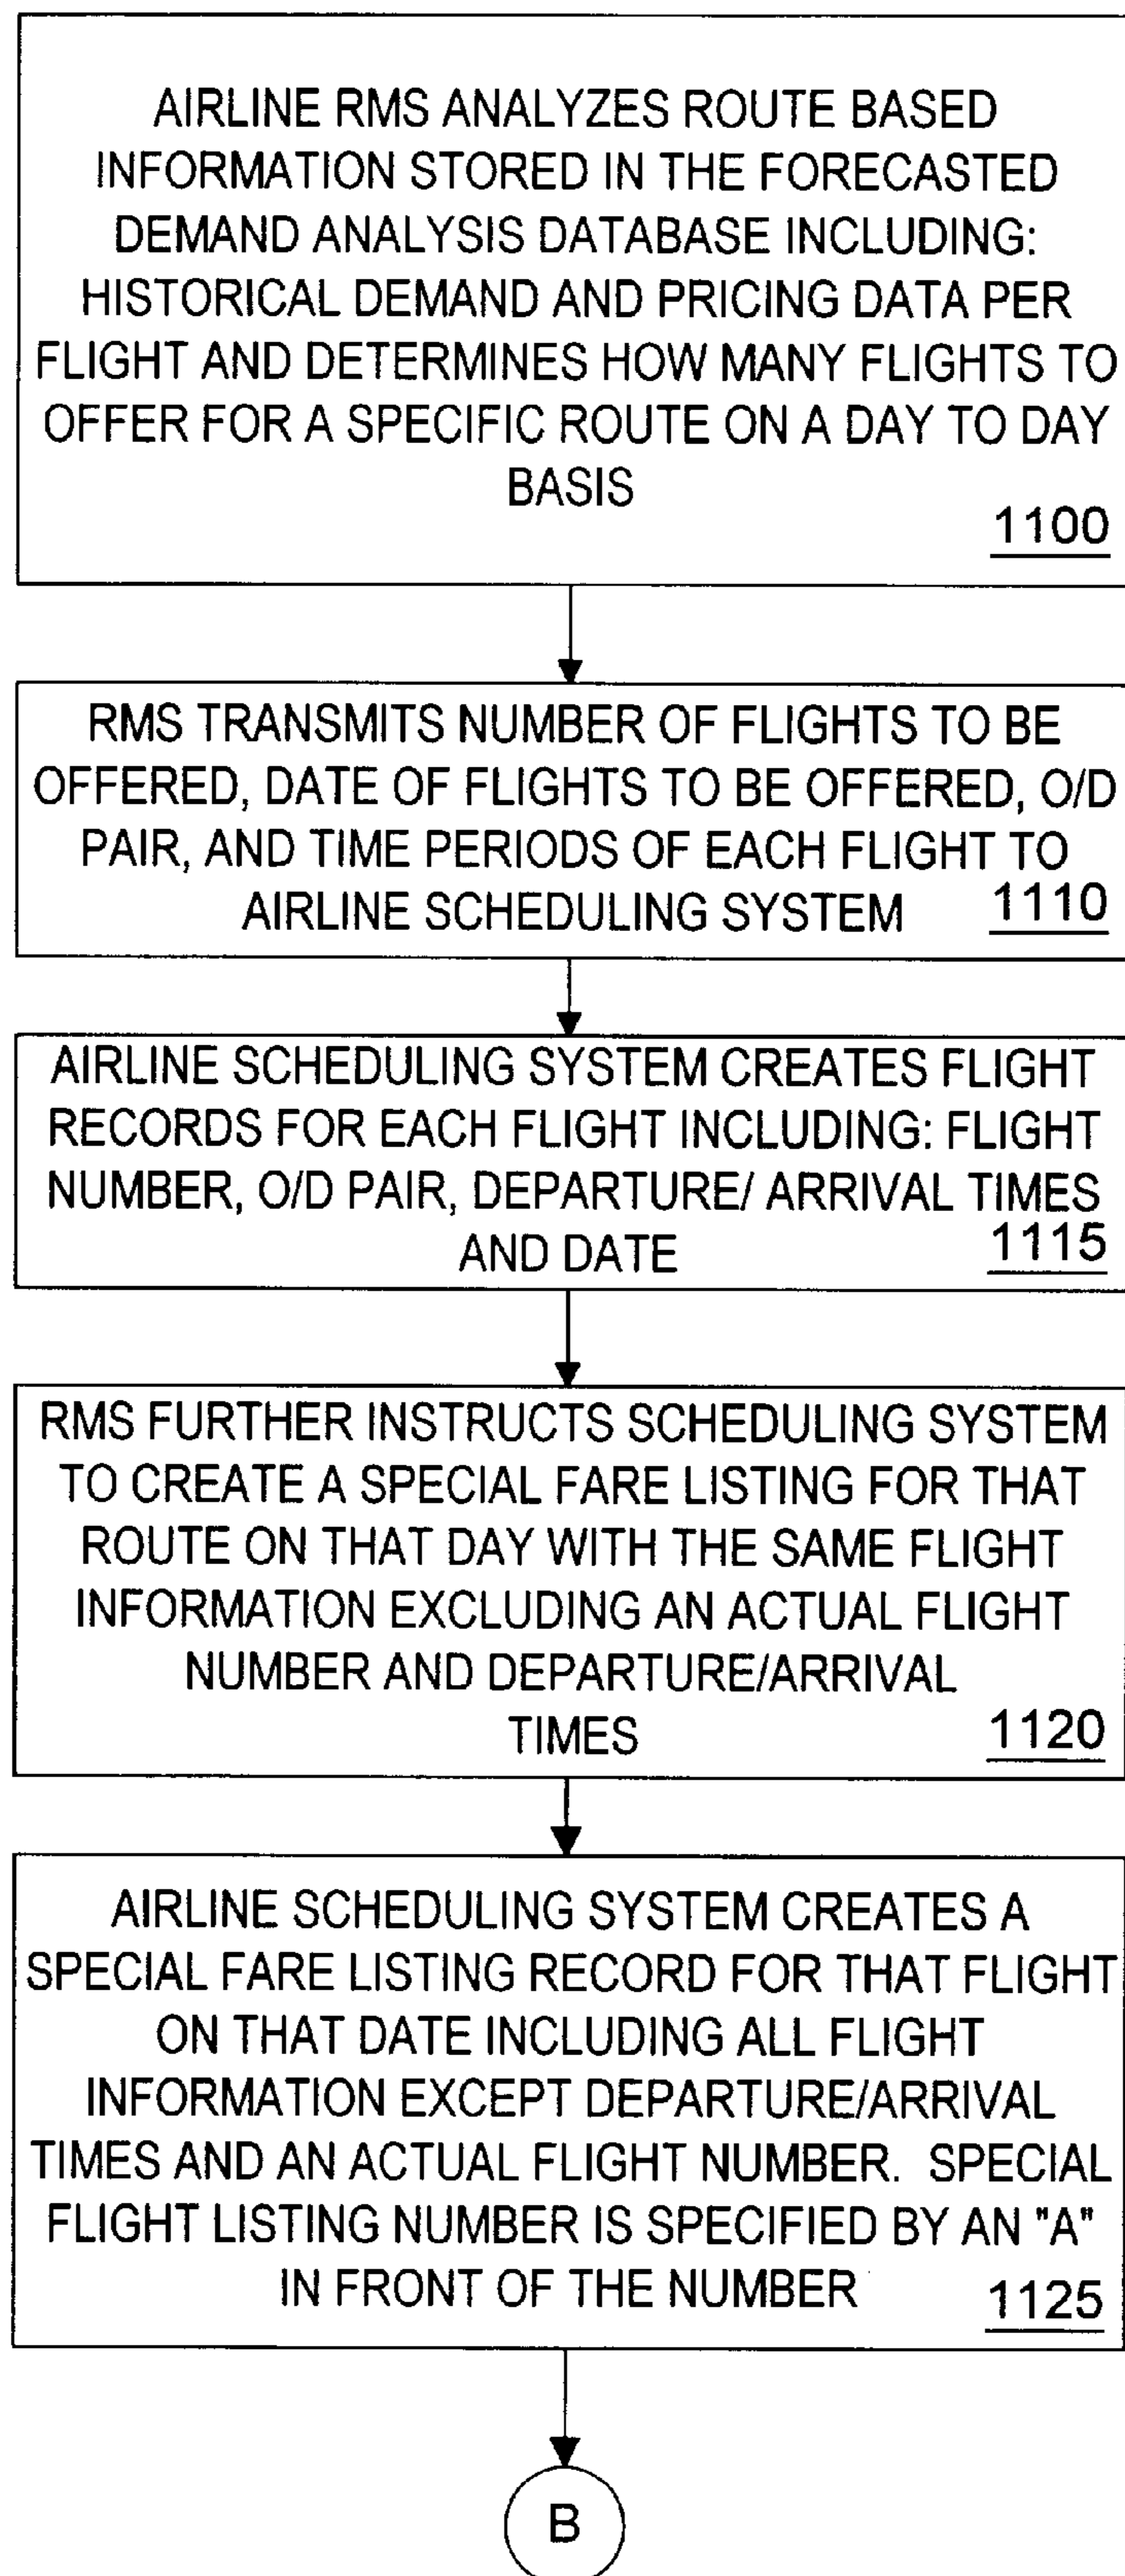 AIRLINE RMS ANALYZES ROUTE BASED
INFORMATION STORED IN THE FORECASTED
DEMAND ANALYSIS DATABASE INCLUDING:
HISTORICAL DEMAND AND PRICING DATA PER
FLIGHT AND DETERMINES HOW MANY FLIGHTS TO
OFFER FOR A SPECIFIC ROUTE ON A DAY TO DAY
BASIS
1100
RMS TRANSMITS NUMBER OF FLIGHTS TO BE
OFFERED, DATE OF FLIGHTS TO BE OFFERED, O/D
PAIR, AND TIME PERIODS OF EACH FLIGHT TO
AIRLINE SCHEDULING SYSTEM 1110
AIRLINE SCHEDULING SYSTEM CREATES FLIGHT
RECORDS FOR EACH FLIGHT INCLUDING: FLIGHT
NUMBER, O/D PAIR, DEPARTURE/ ARRIVAL TIMES
AND DATE 1115
RMS FURTHER INSTRUCTS SCHEDULING SYSTEM
TO CREATE A SPECIAL FARE LISTING FOR THAT
ROUTE ON THAT DAY WITH THE SAME FLIGHT
INFORMATION EXCLUDING AN ACTUAL FLIGHT
NUMBER AND DEPARTURE/ARRIVAL
TIMES 1120
AIRLINE SCHEDULING SYSTEM CREATES A
SPECIAL FARE LISTING RECORD FOR THAT FLIGHT
ON THAT DATE INCLUDING ALL FLIGHT
INFORMATION EXCEPT DEPARTURE/ARRIVAL
TIMES AND AN ACTUAL FLIGHT NUMBER. SPECIAL
FLIGHT LISTING NUMBER IS SPECIFIED BY AN "A"
IN FRONT OF THE NUMBER 1125
B